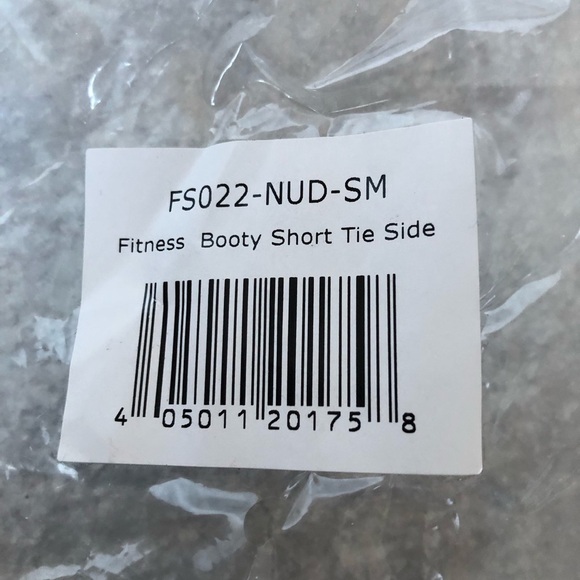 FS022-NUD-SM
Fitness Booty Short Tie Side
4 05011 20175 8